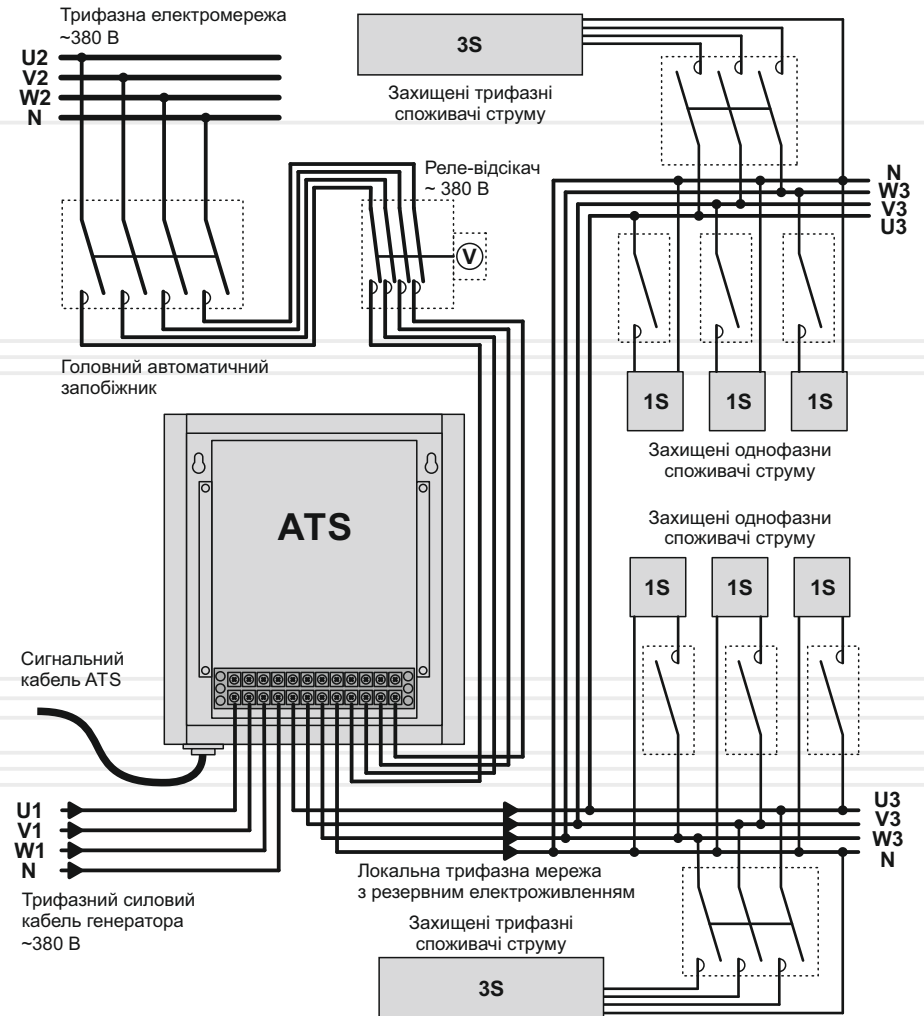 Трифазна електромережа
~380 В
U2
V2
W2
N
3S
Захищені трифазні
споживачі струму
Реле-відсікач
~ 380 В
V
N
W3
V3
U3
Головний автоматичний
запобіжник
1S
1S
1S
Захищені однофазни
споживачі струму
ATS
Захищені однофазни
споживачі струму
1S
1S
1S
Сигнальний
кабель ATS
U1
V1
W1
N
U3
V3
W3
N
Трифазний силовий
кабель генератора
~380 В
Локальна трифазна мережа
з резервним електроживленням
Захищені трифазні
споживачі струму
3S